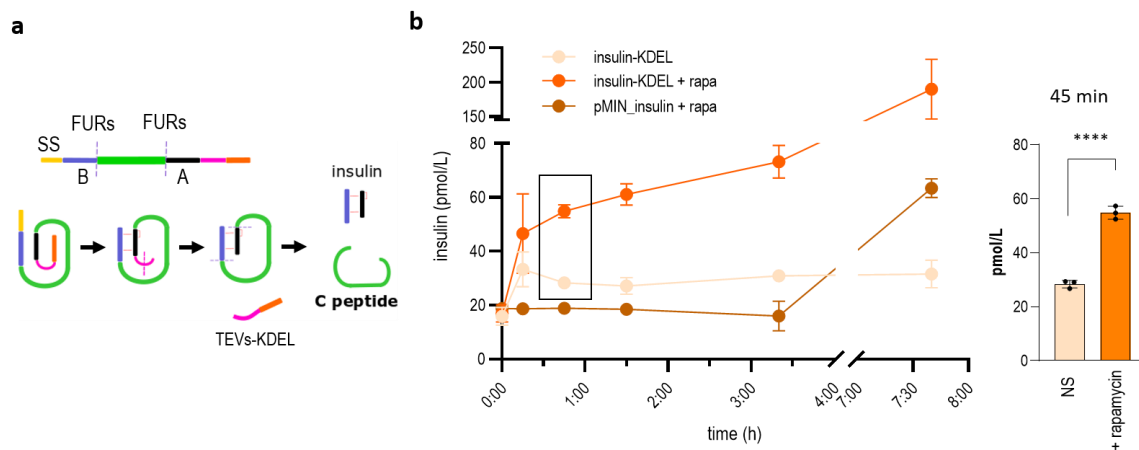 a
FURs
FURs
SS
B
A
insulin
C peptide
TEVs-KDEL
b
insulin-KDEL
insulin-KDEL + rapa
pMIN_insulin + rapa
250
200
150
80
60
40
20
0
insulin (pmol/L)
0:00
1:00
2:00
3:00
4:00
7:00
7:30
8:00
time (h)
45 min
****
80
60
40
20
0
pmol/L
NS
+ rapamycin